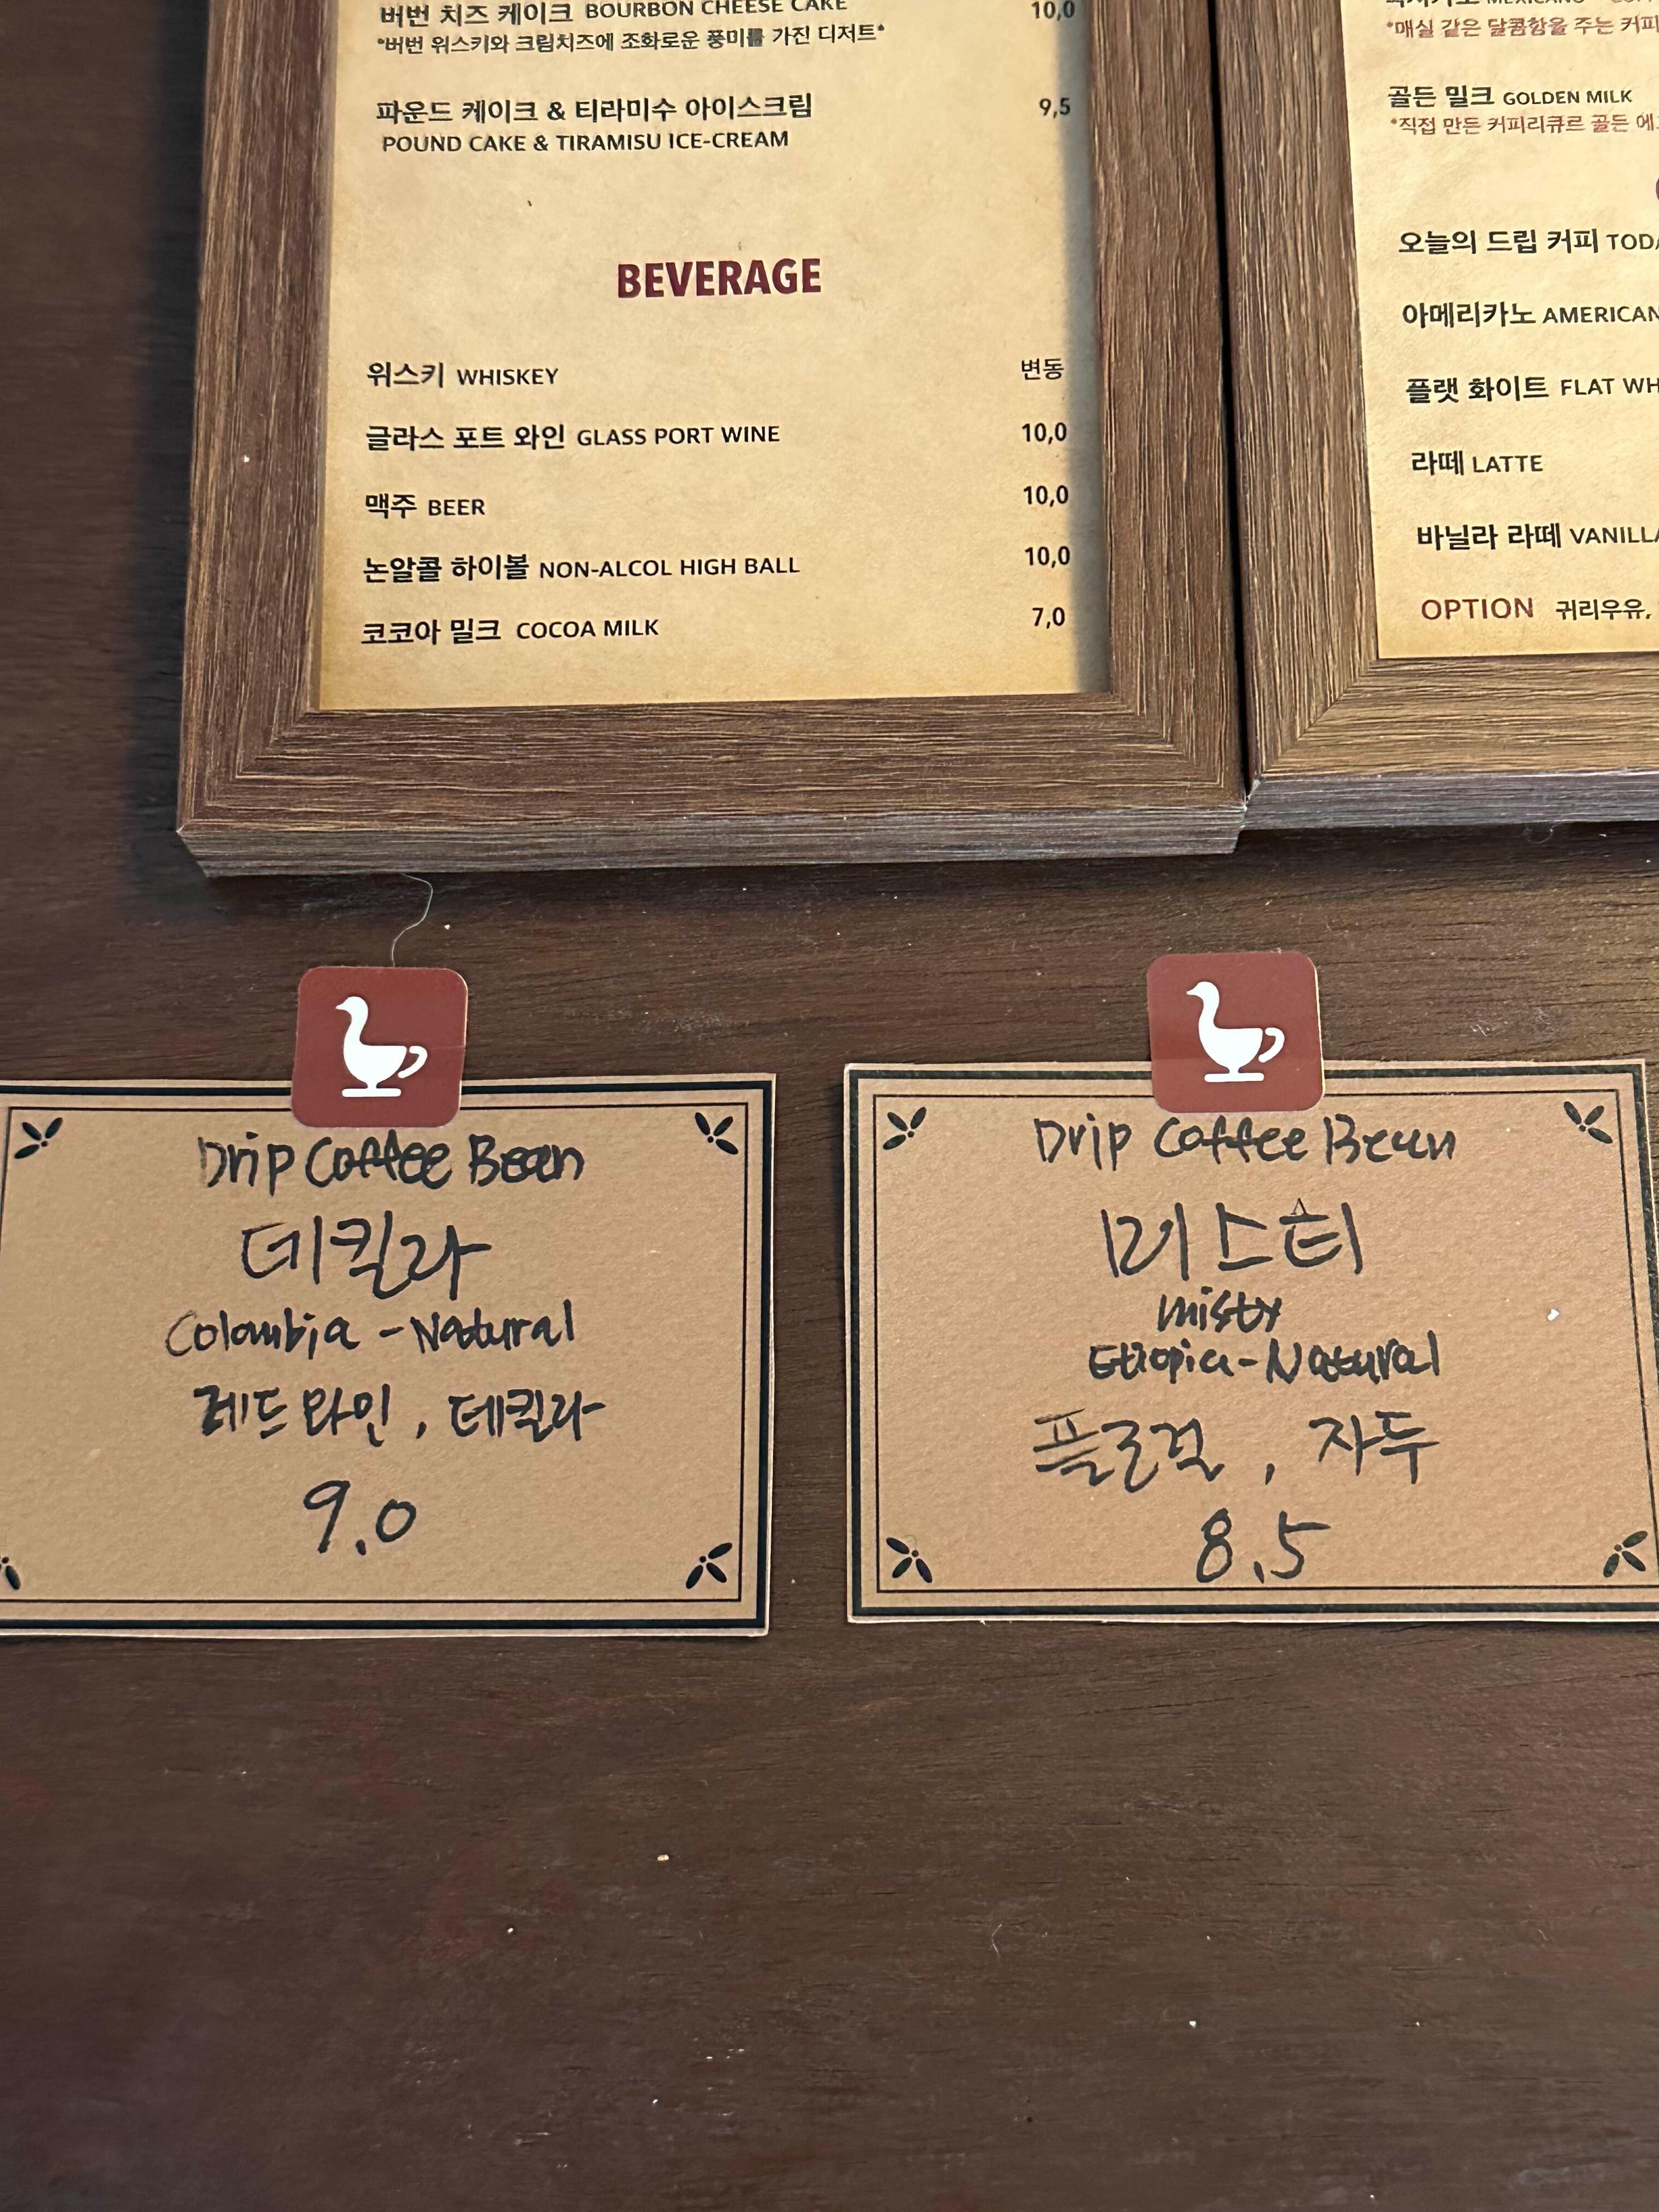 버번 치즈 케이크 BOURBON CHEESE CAKE 10,0
*버번 위스키와 크림치즈에 조화로운 풍미를 가진 디저트*
파운드 케이크 & 티라미수 아이스크림 9,5
POUND CAKE & TIRAMISU ICE-CREAM
BEVERAGE
위스키 WHISKEY 변동
글라스 포트 와인 GLASS PORT WINE 10,0
맥주 BEER 10,0
논알콜 하이볼 NON-ALCOL HIGH BALL 10,0
코코아 밀크 COCOA MILK 7,0
*매실 같은 달콤함을 주는 커피
골든 밀크 GOLDEN MILK
*직접 만든 커피리큐르 골든
오늘의 드립 커피
아메리카노 AMERICAN
플랫 화이트 FLAT WH
라떼 LATTE
바닐라 라떼 VANILLA
OPTION 귀리우유,
Drip Coffee Bean
데킬라
Colombia - Natural
레드와인, 데킬라
9.0
Drip Coffee Bean
미스티
misty
Etiopia - Natural
플로럴, 자두
8.5